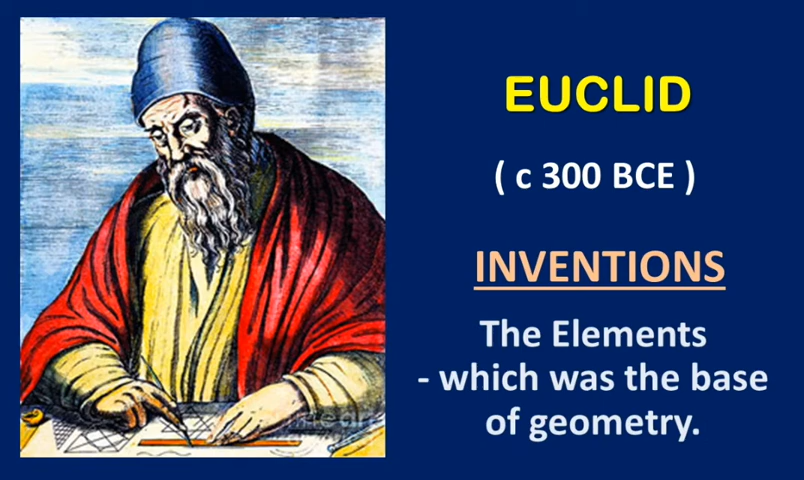 EUCLID
( c 300 BCE )
INVENTIONS
The Elements
- which was the base
of geometry.